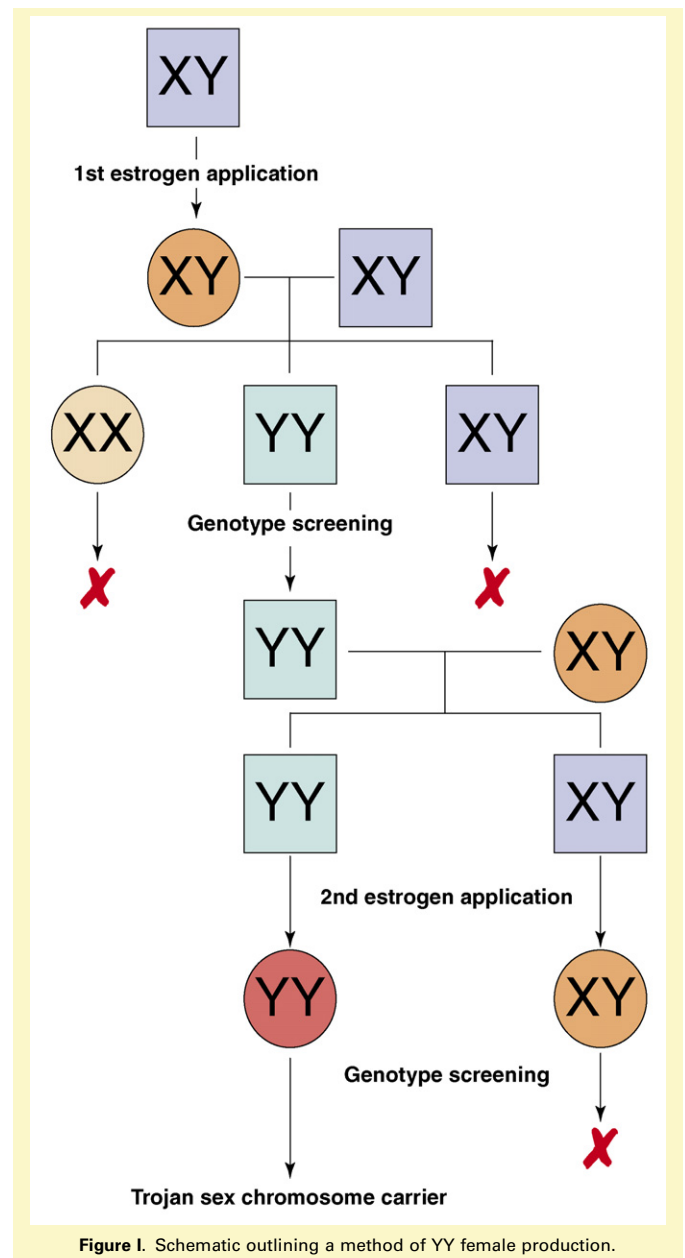 XY
1st estrogen application
XY XY
XX YY XY
Genotype screening
✘ ✘
YY XY
YY XY
2nd estrogen application
YY XY
Genotype screening
✘
Trojan sex chromosome carrier
Figure I. Schematic outlining a method of YY female production.